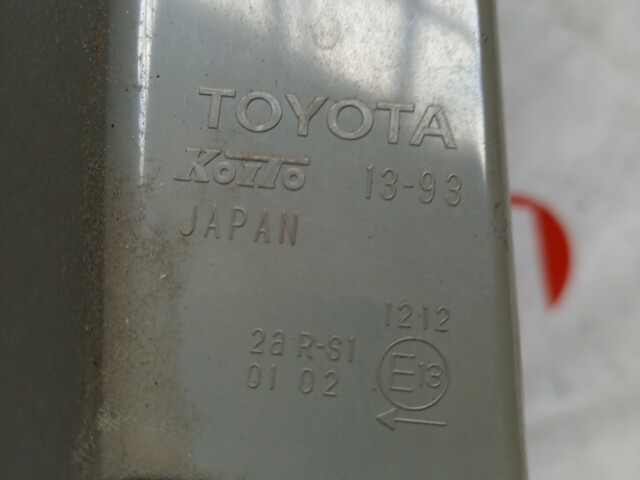 TOYOTA
KOITO 13-93
JAPAN
1212
2a R-S1 E13
01 02